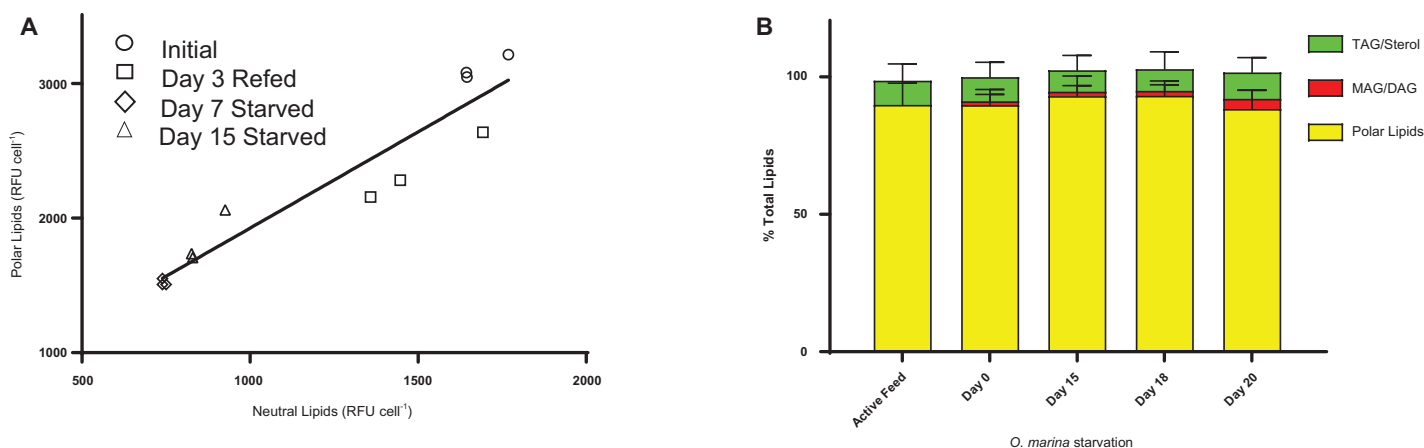 A
Initial
Day 3 Refed
Day 7 Starved
Day 15 Starved
Polar Lipids (RFU cell⁻¹)
3000
2000
1000
500
1000
1500
2000
Neutral Lipids (RFU cell⁻¹)
B
TAG/Sterol
MAG/DAG
Polar Lipids
% Total Lipids
100
50
0
Active Feed
Day 0
Day 15
Day 18
Day 20
O. marina starvation